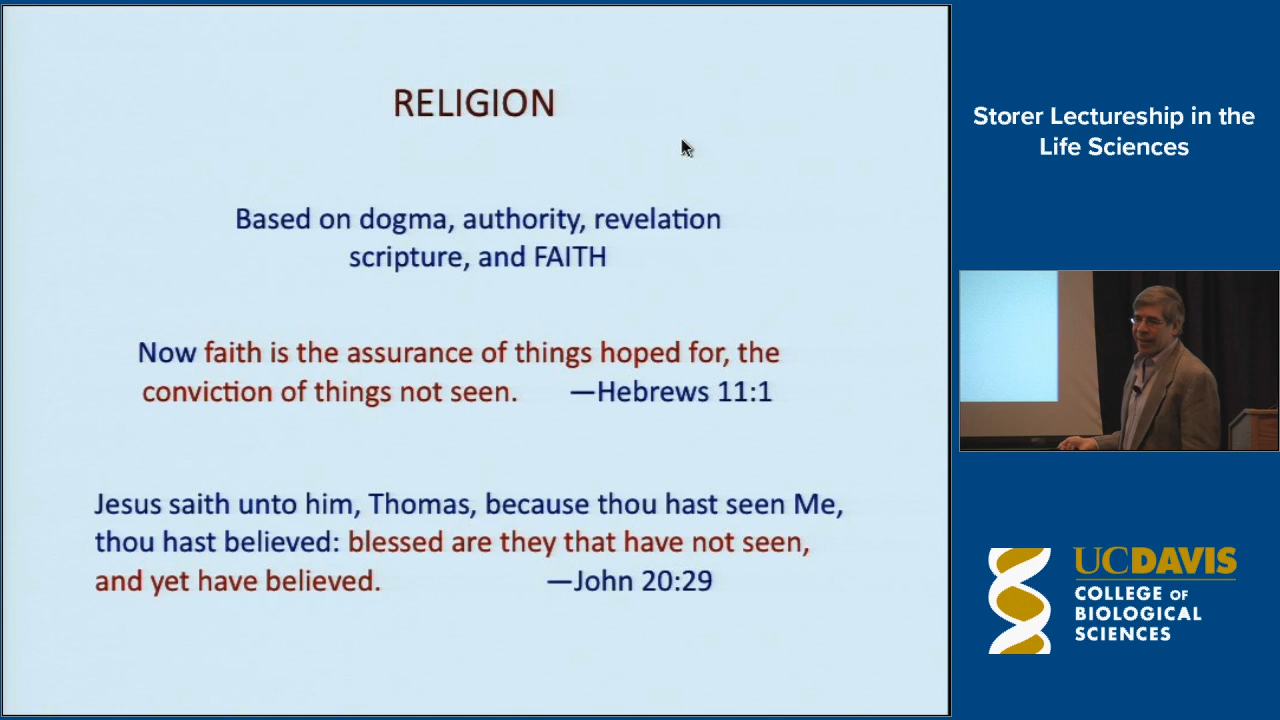 RELIGION
Based on dogma, authority, revelation
scripture, and FAITH
Now faith is the assurance of things hoped for, the
conviction of things not seen. —Hebrews 11:1
Jesus saith unto him, Thomas, because thou hast seen Me,
thou hast believed: blessed are they that have not seen,
and yet have believed. —John 20:29
Storer Lectureship in the
Life Sciences
UCDAVIS
COLLEGE OF
BIOLOGICAL
SCIENCES